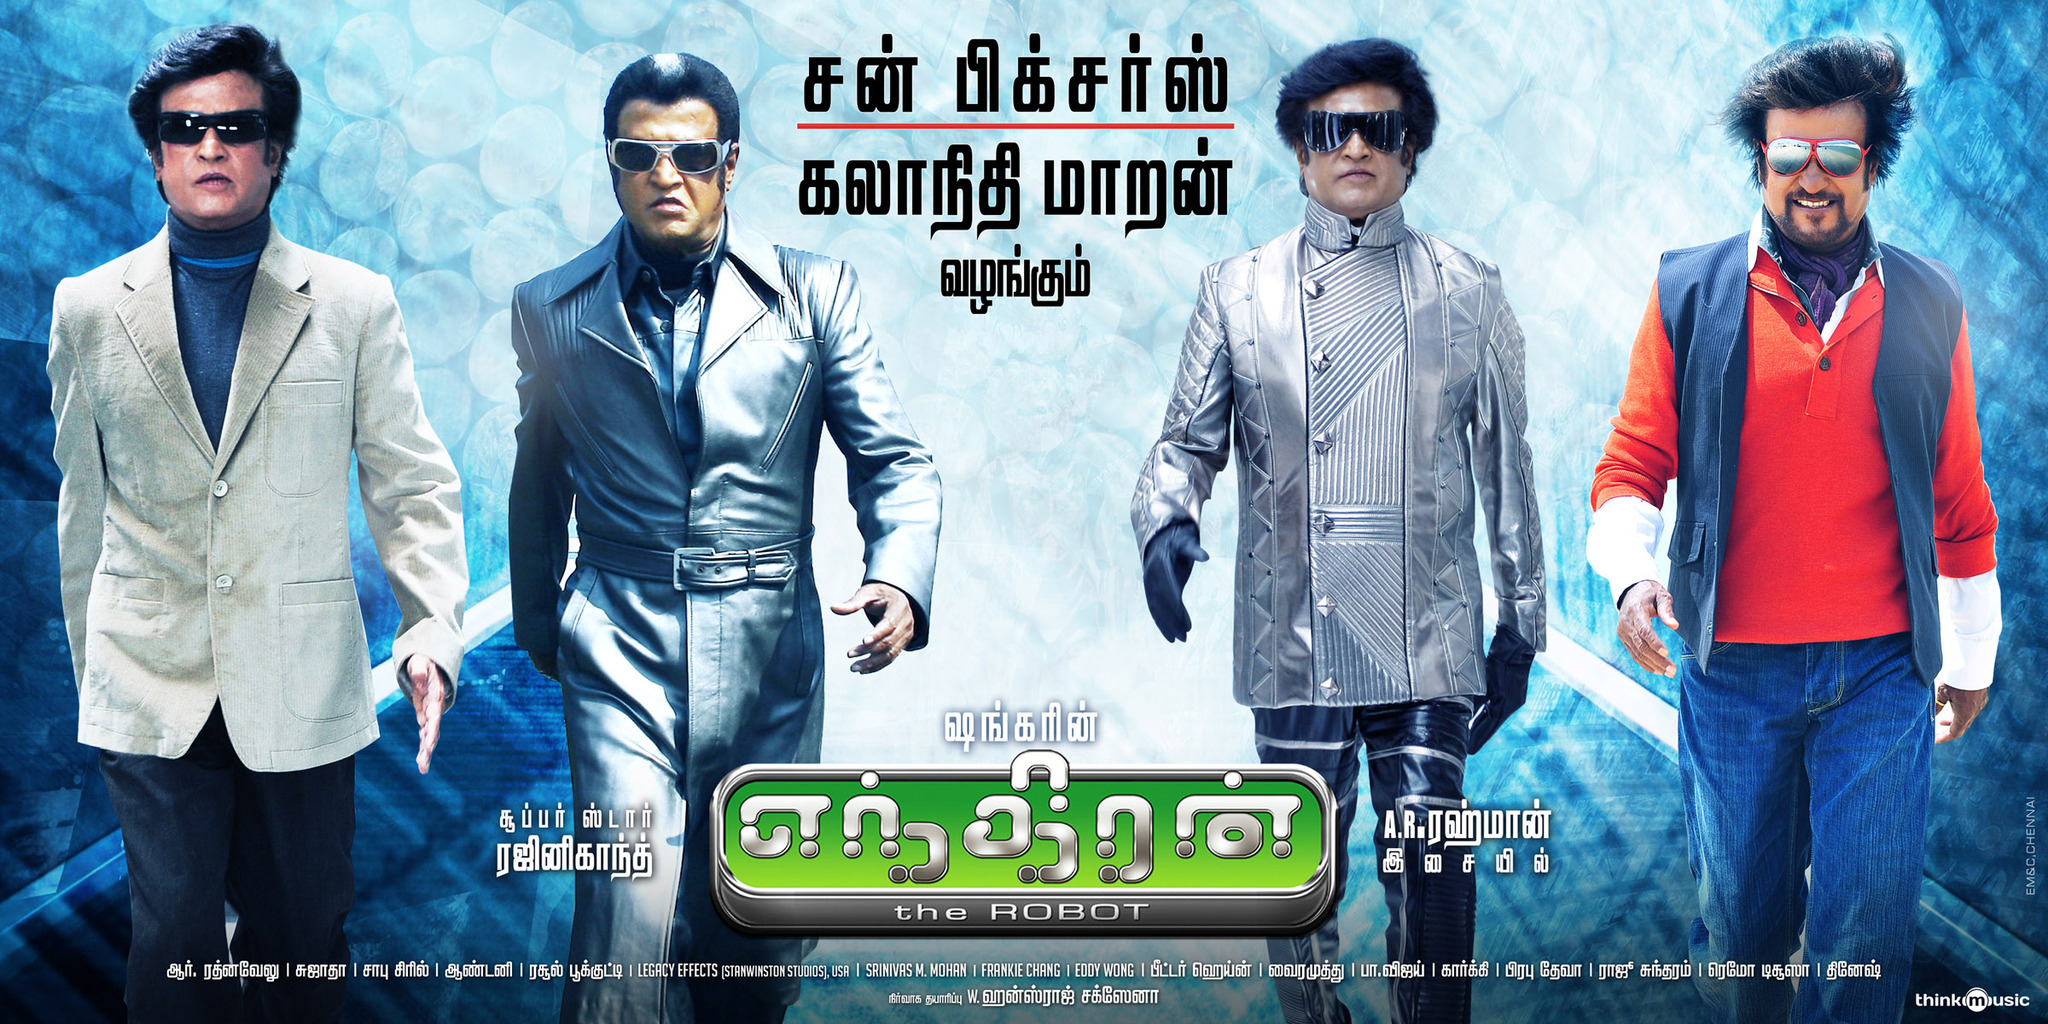 சன் பிக்சர்ஸ்
கலாநிதி மாறன்
வழங்கும்
ஷங்கரின்
எந்திரன்
the ROBOT
சூப்பர் ஸ்டார்
ரஜினிகாந்த்
A.R.ரஹ்மான்
இசையில்
ஆர். ரத்னவேலு | சுஜாதா | சாபு சிரில் | ஆண்டனி | ரசூல் பூக்குட்டி | LEGACY EFFECTS (STANWINSTON STUDIOS), USA | SRINIVAS M. MOHAN | FRANKIE CHANG | EDDY WONG | பீட்டர் ஹெய்ன் | வைரமுத்து | பா.விஜய் | கார்க்கி | பிரபு தேவா | ராஜூ சுந்தரம் | ரெமோ டிசூஸா | தினேஷ்
நிர்வாக தயாரிப்பு W. ஹன்ஸ்ராஜ் சக்ஸேனா
EM&C,CHENNAI
think music